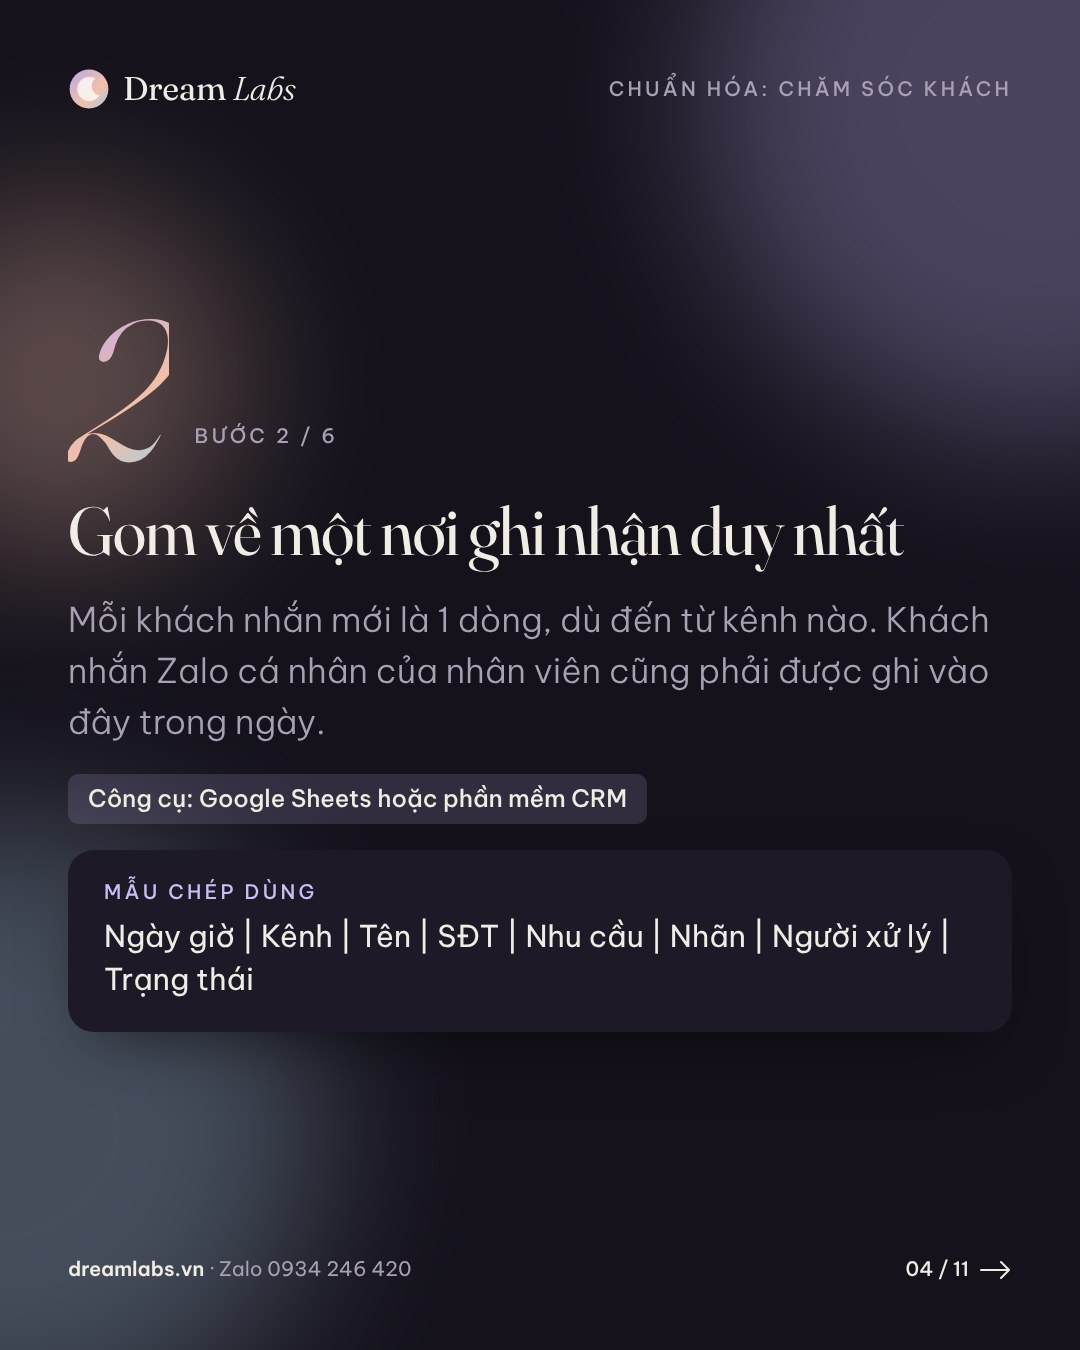 Dream Labs
CHUẨN HÓA: CHĂM SÓC KHÁCH
2
BƯỚC 2 / 6
Gom về một nơi ghi nhận duy nhất
Mỗi khách nhắn mới là 1 dòng, dù đến từ kênh nào. Khách
nhắn Zalo cá nhân của nhân viên cũng phải được ghi vào
đây trong ngày.
Công cụ: Google Sheets hoặc phần mềm CRM
MẪU CHÉP DÙNG
Ngày giờ | Kênh | Tên | SĐT | Nhu cầu | Nhãn | Người xử lý |
Trạng thái
dreamlabs.vn · Zalo 0934 246 420
04 / 11 →